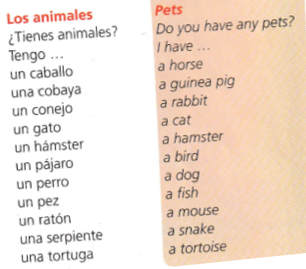 Los animales
¿Tienes animales?
Tengo ...
un caballo
una cobaya
un conejo
un gato
un hámster
un pájaro
un perro
un pez
un ratón
una serpiente
una tortuga
Pets
Do you have any pets?
I have ...
a horse
a guinea pig
a rabbit
a cat
a hamster
a bird
a dog
a fish
a mouse
a snake
a tortoise